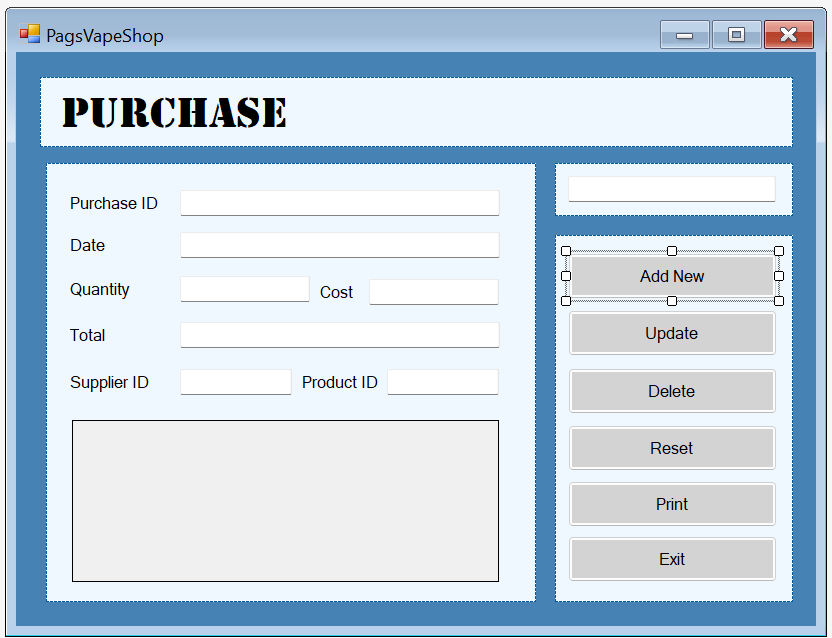 PagsVapeShop
PURCHASE
Purchase ID
Date
Quantity Cost
Total
Supplier ID Product ID
Add New
Update
Delete
Reset
Print
Exit